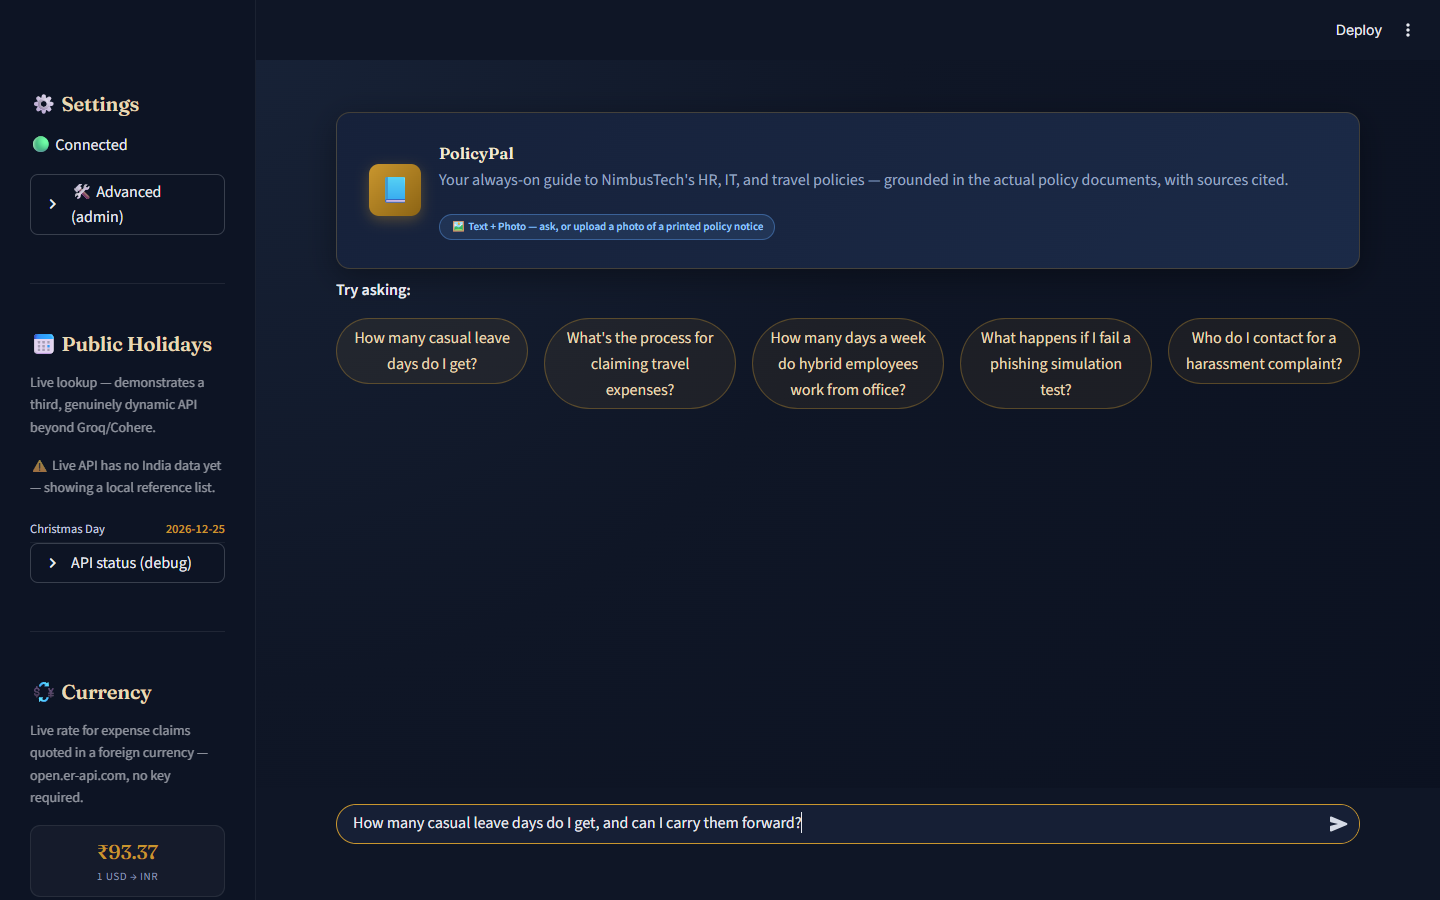 Deploy
Settings
Connected
Advanced
(admin)
Public Holidays
Live lookup — demonstrates a
third, genuinely dynamic API
beyond Groq/Cohere.
Live API has no India data yet
— showing a local reference list.
Christmas Day 2026-12-25
API status (debug)
Currency
Live rate for expense claims
quoted in a foreign currency —
open.er-api.com, no key
required.
₹93.37
1 USD → INR
PolicyPal
Your always-on guide to NimbusTech's HR, IT, and travel policies — grounded in the actual policy documents, with sources cited.
Text + Photo — ask, or upload a photo of a printed policy notice
Try asking:
How many casual leave
days do I get?
What's the process for
claiming travel
expenses?
How many days a week
do hybrid employees
work from office?
What happens if I fail a
phishing simulation
test?
Who do I contact for a
harassment complaint?
How many casual leave days do I get, and can I carry them forward?